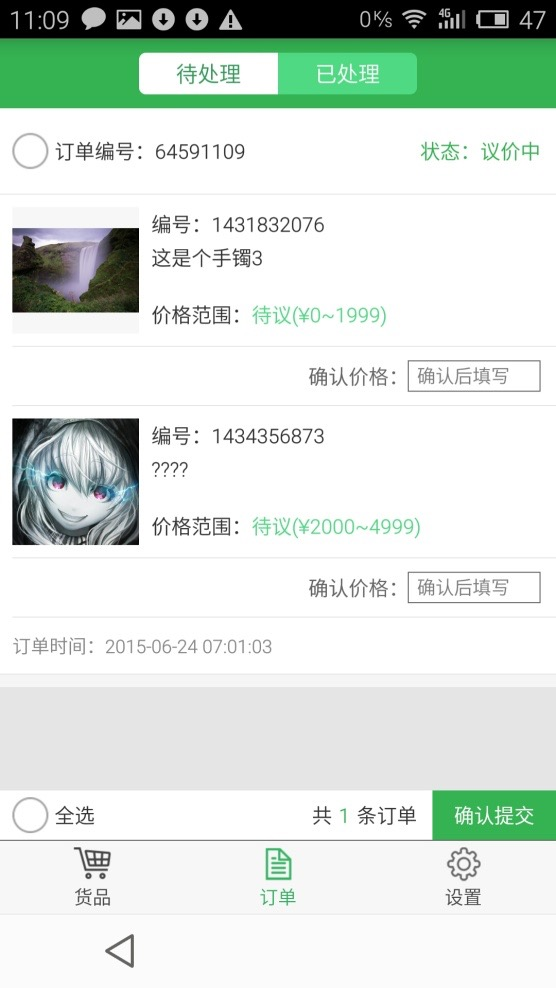 11:09 0K/s 4G 47
待处理 已处理
订单编号：64591109 状态：议价中
编号：1431832076
这是个手镯3
价格范围：待议(¥0~1999)
确认价格： 确认后填写
编号：1434356873
????
价格范围：待议(¥2000~4999)
确认价格： 确认后填写
订单时间：2015-06-24 07:01:03
全选 共 1 条订单 确认提交
货品 订单 设置